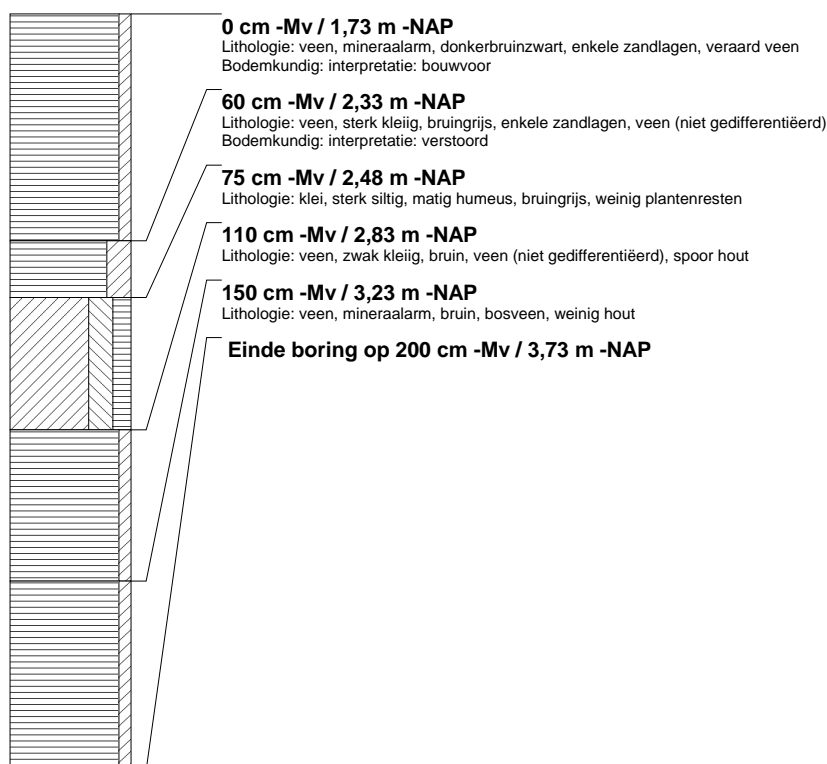 0 cm -Mv / 1,73 m -NAP
Lithologie: veen, mineraalarm, donkerbruinzwart, enkele zandlagen, veraard veen
Bodemkundig: interpretatie: bouwvoor
60 cm -Mv / 2,33 m -NAP
Lithologie: veen, sterk kleiig, bruingrijs, enkele zandlagen, veen (niet gedifferentiëerd)
Bodemkundig: interpretatie: verstoord
75 cm -Mv / 2,48 m -NAP
Lithologie: klei, sterk siltig, matig humeus, bruingrijs, weinig plantenresten
110 cm -Mv / 2,83 m -NAP
Lithologie: veen, zwak kleiig, bruin, veen (niet gedifferentiëerd), spoor hout
150 cm -Mv / 3,23 m -NAP
Lithologie: veen, mineraalarm, bruin, bosveen, weinig hout
Einde boring op 200 cm -Mv / 3,73 m -NAP